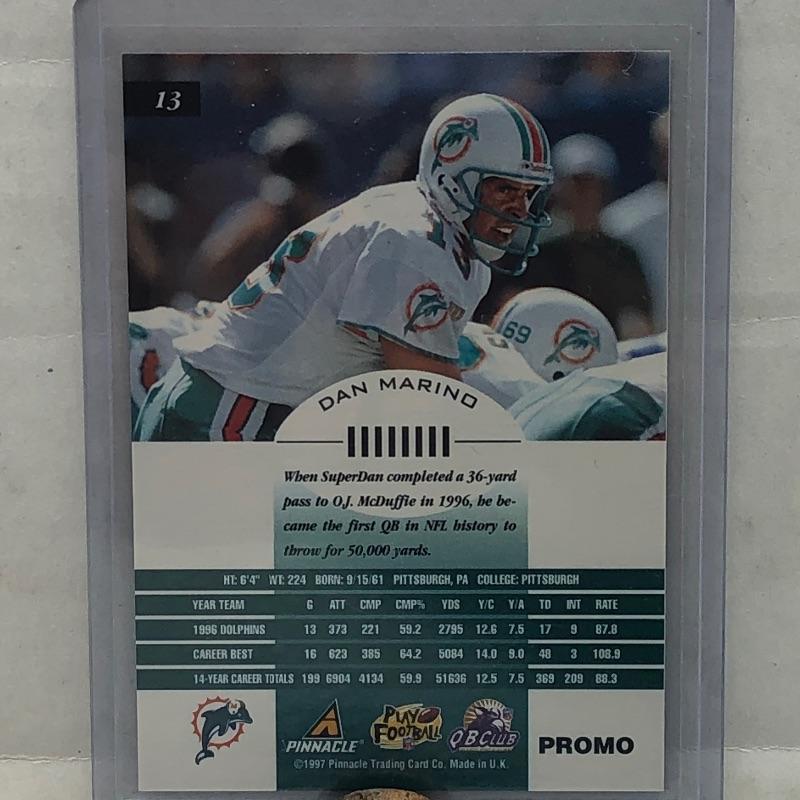 13
69
DAN MARINO
When SuperDan completed a 36-yard
pass to O.J. McDuffie in 1996, he be-
came the first QB in NFL history to
throw for 50,000 yards.
HT: 6'4" WT: 224 BORN: 9/15/61 PITTSBURGH, PA COLLEGE: PITTSBURGH
YEAR TEAM G ATT CMP CMP% YDS Y/C Y/A TD INT RATE
1996 DOLPHINS 13 373 221 59.2 2795 12.6 7.5 17 9 87.8
CAREER BEST 16 623 385 64.2 5084 14.0 9.0 48 3 108.9
14-YEAR CAREER TOTALS 199 6904 4134 59.9 51636 12.5 7.5 369 209 88.3
PINNACLE
PLAY FOOTBALL
QB CLUB
PROMO
©1997 Pinnacle Trading Card Co. Made in U.K.